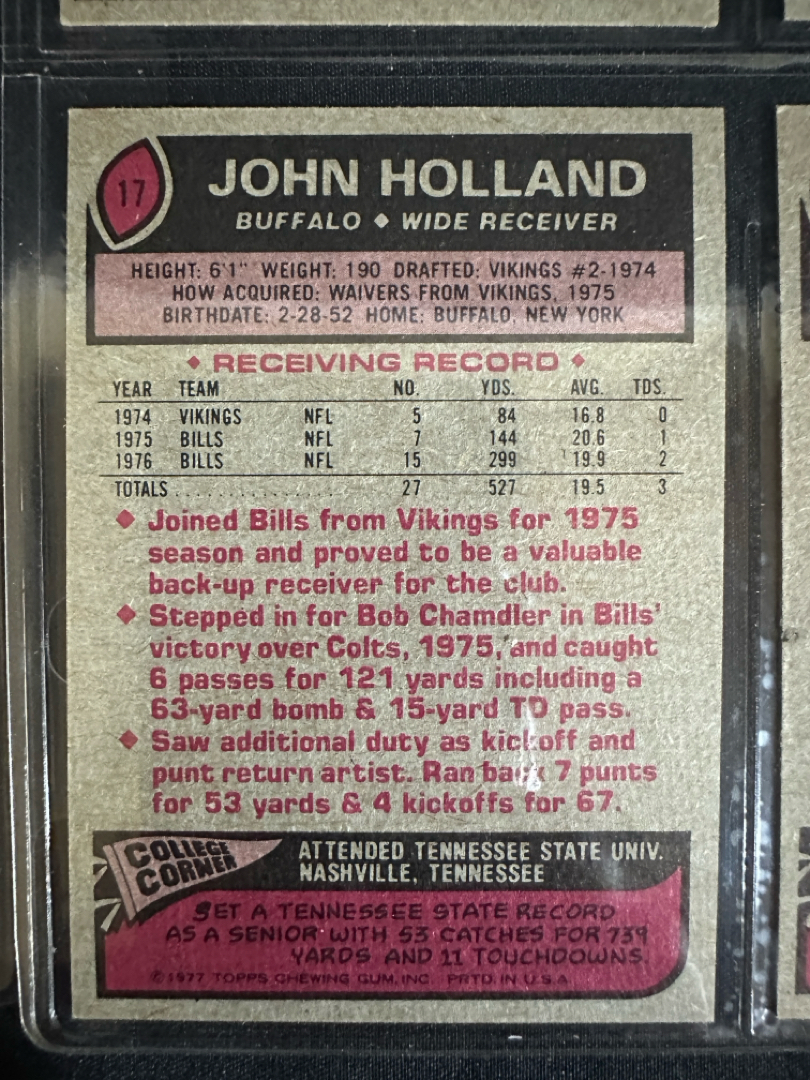 17
JOHN HOLLAND
BUFFALO ♦ WIDE RECEIVER
HEIGHT: 6'1" WEIGHT: 190 DRAFTED: VIKINGS #2-1974
HOW ACQUIRED: WAIVERS FROM VIKINGS, 1975
BIRTHDATE: 2-28-52 HOME: BUFFALO, NEW YORK
♦ RECEIVING RECORD ♦
YEAR TEAM NO. YDS. AVG. TDS.
1974 VIKINGS NFL 5 84 16.8 0
1975 BILLS NFL 7 144 20.6 1
1976 BILLS NFL 15 299 19.9 2
TOTALS................ 27 527 19.5 3
♦ Joined Bills from Vikings for 1975
season and proved to be a valuable
back-up receiver for the club.
♦ Stepped in for Bob Chamdler in Bills'
victory over Colts, 1975, and caught
6 passes for 121 yards including a
63-yard bomb & 15-yard TD pass.
♦ Saw additional duty as kickoff and
punt return artist. Ran back 7 punts
for 53 yards & 4 kickoffs for 67.
COLLEGE
CORNER
ATTENDED TENNESSEE STATE UNIV.
NASHVILLE, TENNESSEE
SET A TENNESSEE STATE RECORD
AS A SENIOR WITH 53 CATCHES FOR 739
YARDS AND 11 TOUCHDOWNS.
© 1977 TOPPS CHEWING GUM, INC. PRTD. IN U.S.A.